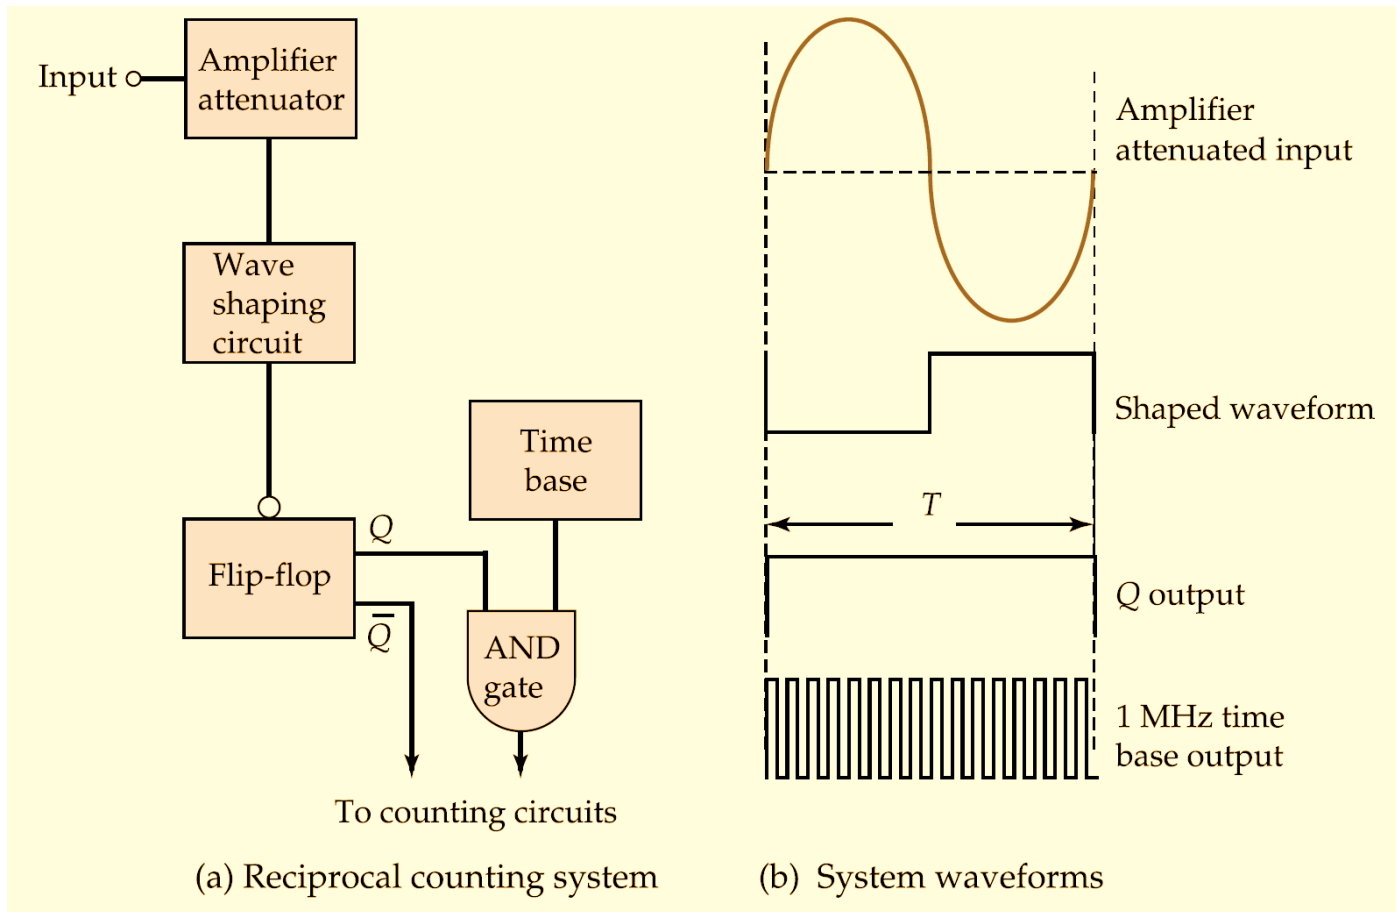 Input
Amplifier
attenuator
Wave
shaping
circuit
Time
base
Flip-flop
Q
Q̅
AND
gate
To counting circuits
(a) Reciprocal counting system
Amplifier
attenuated input
Shaped waveform
T
Q output
1 MHz time
base output
(b) System waveforms